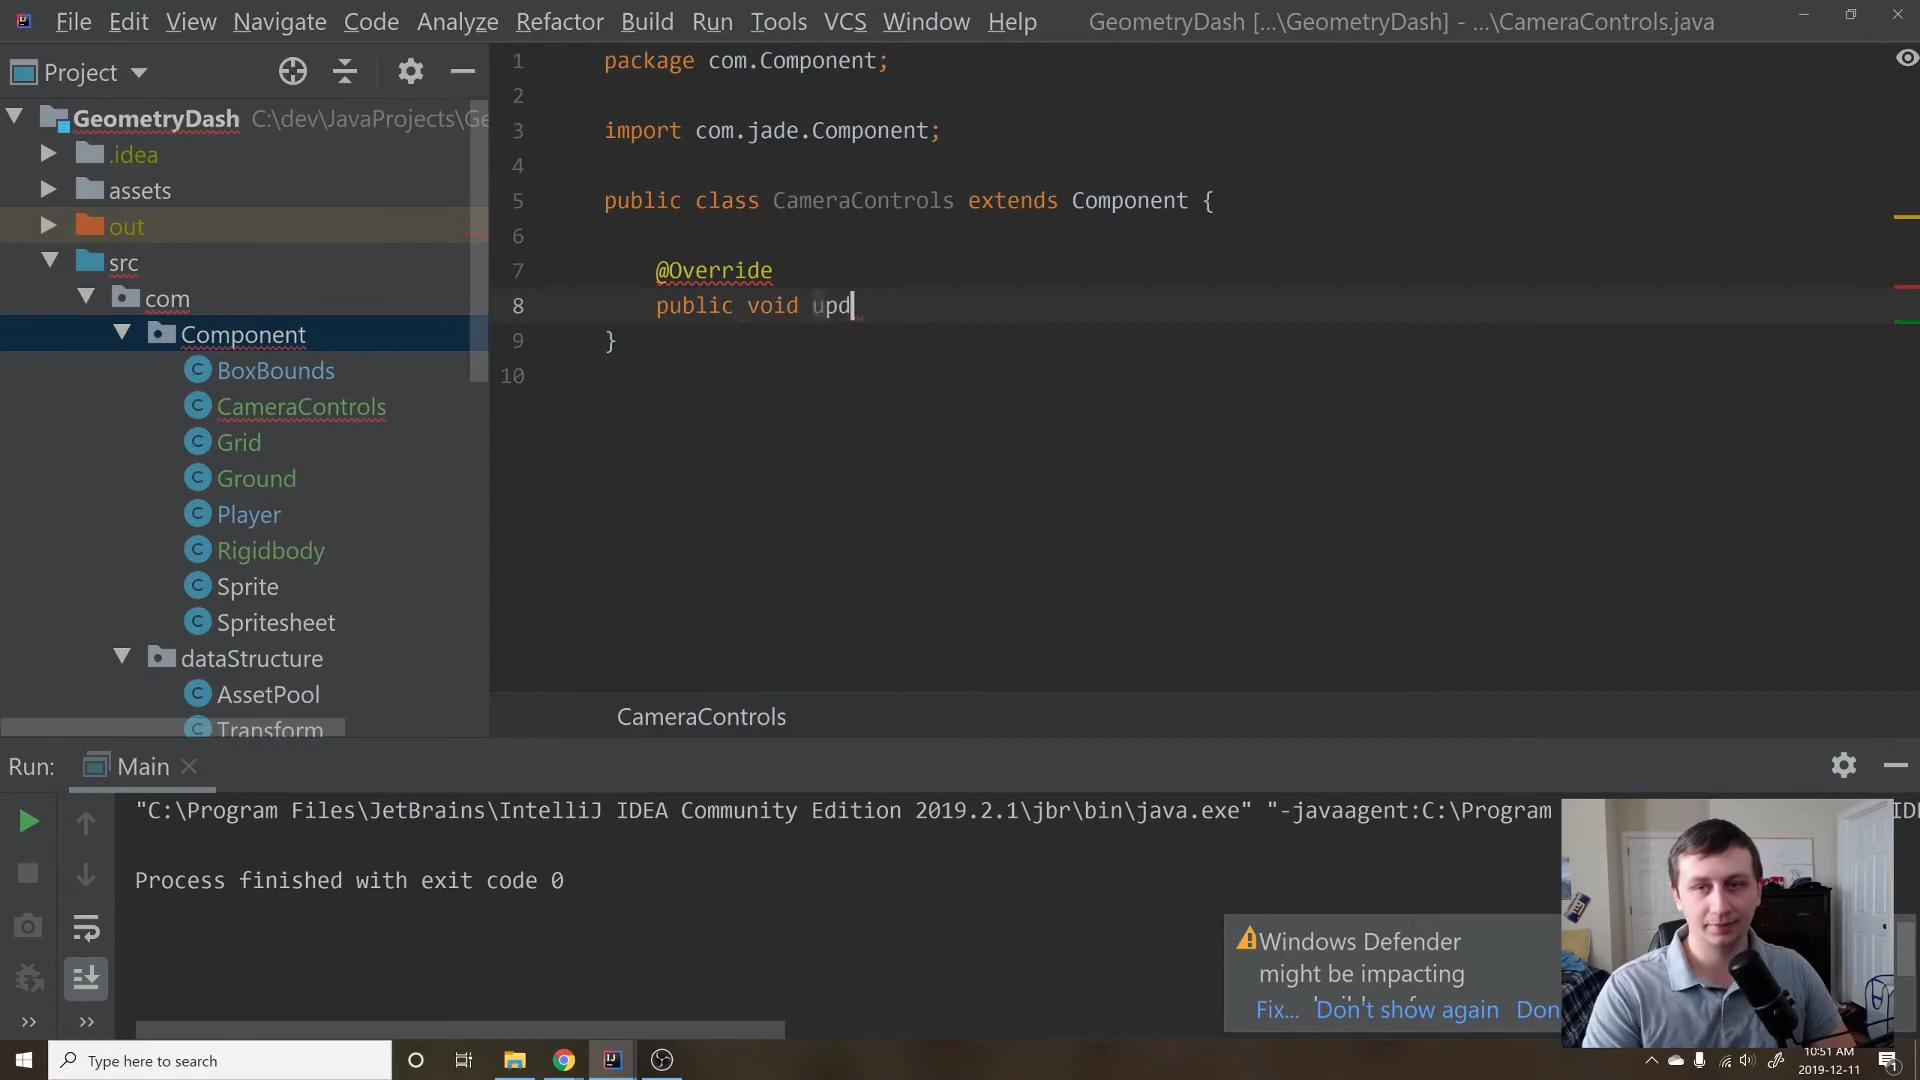 File Edit View Navigate Code Analyze Refactor Build Run Tools VCS Window Help GeometryDash [...\GeometryDash] - ...\CameraControls.java
Project
GeometryDash C:\dev\JavaProjects\Ge
.idea
assets
out
src
com
Component
BoxBounds
CameraControls
Grid
Ground
Player
Rigidbody
Sprite
Spritesheet
dataStructure
AssetPool
Transform
1 package com.Component;
2
3 import com.jade.Component;
4
5 public class CameraControls extends Component {
6
7 @Override
8 public void upd
9 }
10
CameraControls
Run: Main
"C:\Program Files\JetBrains\IntelliJ IDEA Community Edition 2019.2.1\jbr\bin\java.exe" "-javaagent:C:\Program
Process finished with exit code 0
Windows Defender
might be impacting
Fix... Don't show again Don
Type here to search
10:51 AM
2019-12-11
1